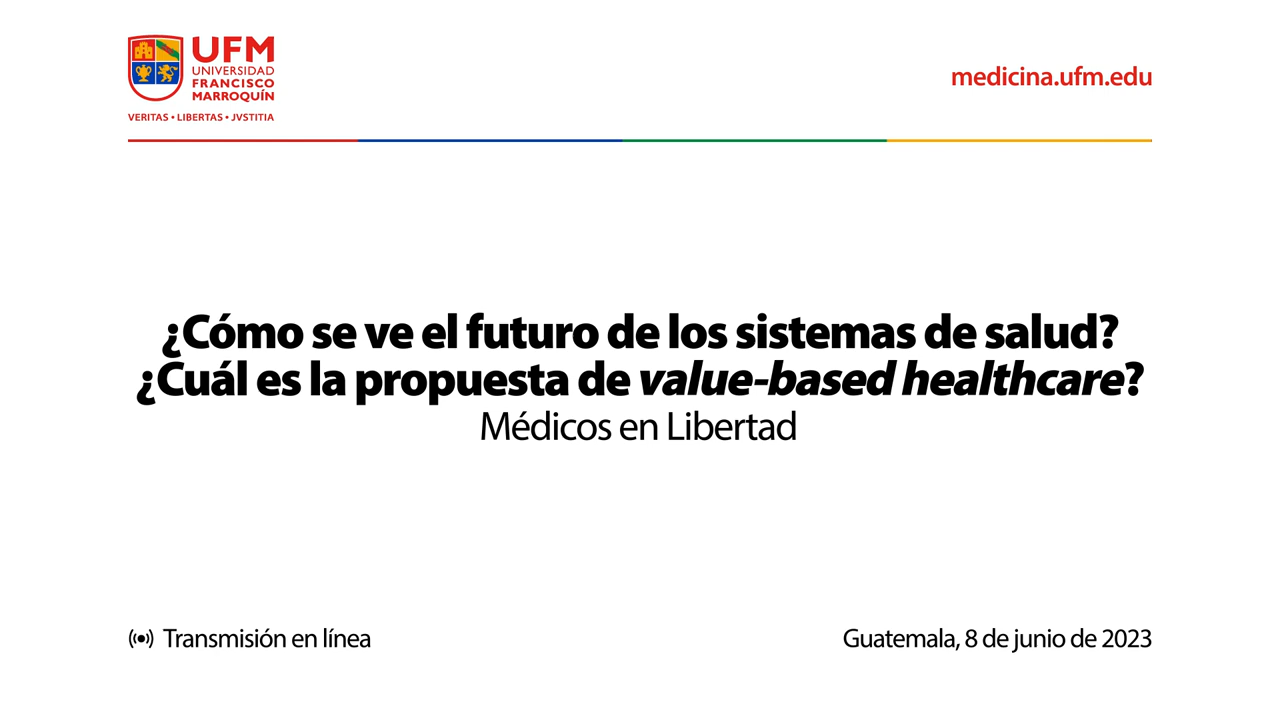 UFM
UNIVERSIDAD
FRANCISCO
MARROQUÍN
VERITAS • LIBERTAS • JVSTITIA
medicina.ufm.edu
¿Cómo se ve el futuro de los sistemas de salud?
¿Cuál es la propuesta de value-based healthcare?
Médicos en Libertad
Transmisión en línea
Guatemala, 8 de junio de 2023